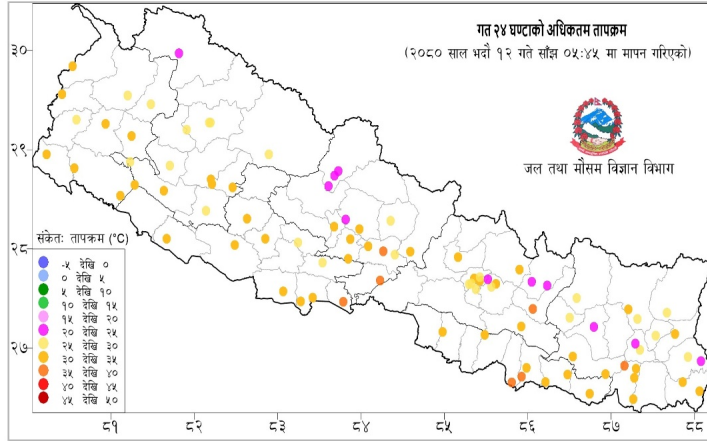 गत २४ घण्टाको अधिकतम तापक्रम
(२०८० साल भदौ १२ गते साँझ ०५:४५ मा मापन गरिएको)
जल तथा मौसम विज्ञान विभाग
३०
२९
२८
२७
संकेतः तापक्रम (°C)
-५ देखि ०
० देखि ५
५ देखि १०
१० देखि १५
१५ देखि २०
२० देखि २५
२५ देखि ३०
३० देखि ३५
३५ देखि ४०
४० देखि ४५
४५ देखि ५०
८१ ८२ ८३ ८४ ८५ ८६ ८७ ८८